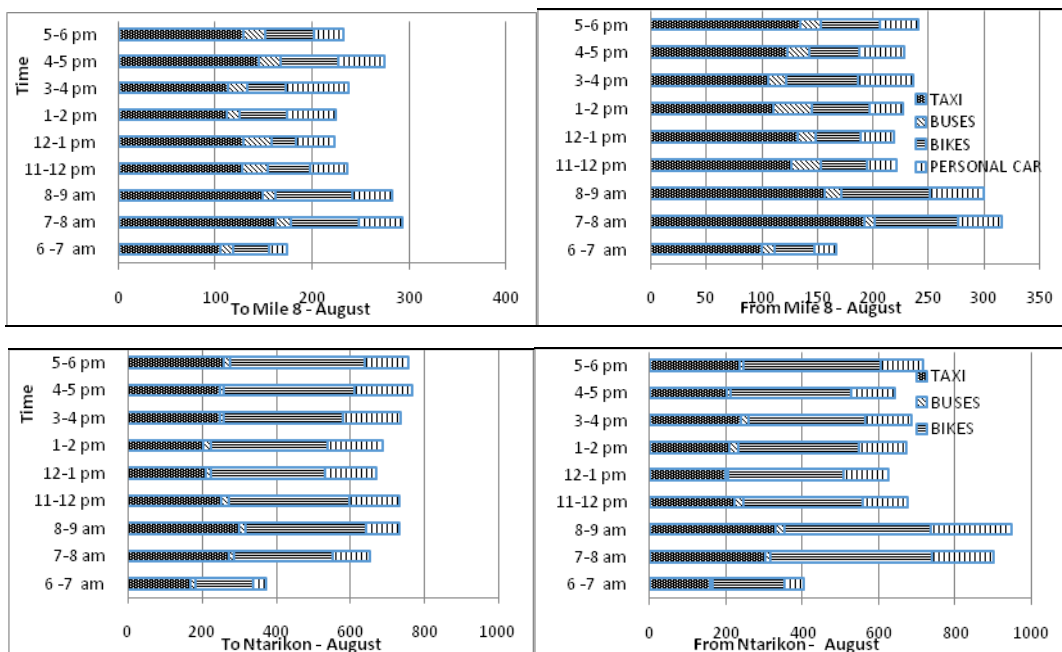 Time
5-6 pm
4-5 pm
3-4 pm
1-2 pm
12-1 pm
11-12 pm
8-9 am
7-8 am
6 -7 am
0 100 200 300 400
To Mile 8 - August
5-6 pm
4-5 pm
3-4 pm
1-2 pm
12-1 pm
11-12 pm
8-9 am
7-8 am
6 -7 am
TAXI
BUSES
BIKES
PERSONAL CAR
0 50 100 150 200 250 300 350
From Mile 8 - August
Time
5-6 pm
4-5 pm
3-4 pm
1-2 pm
12-1 pm
11-12 pm
8-9 am
7-8 am
6 -7 am
0 200 400 600 800 1000
To Ntarikon - August
5-6 pm
4-5 pm
3-4 pm
1-2 pm
12-1 pm
11-12 pm
8-9 am
7-8 am
6 -7 am
TAXI
BUSES
BIKES
0 200 400 600 800 1000
From Ntarikon - August